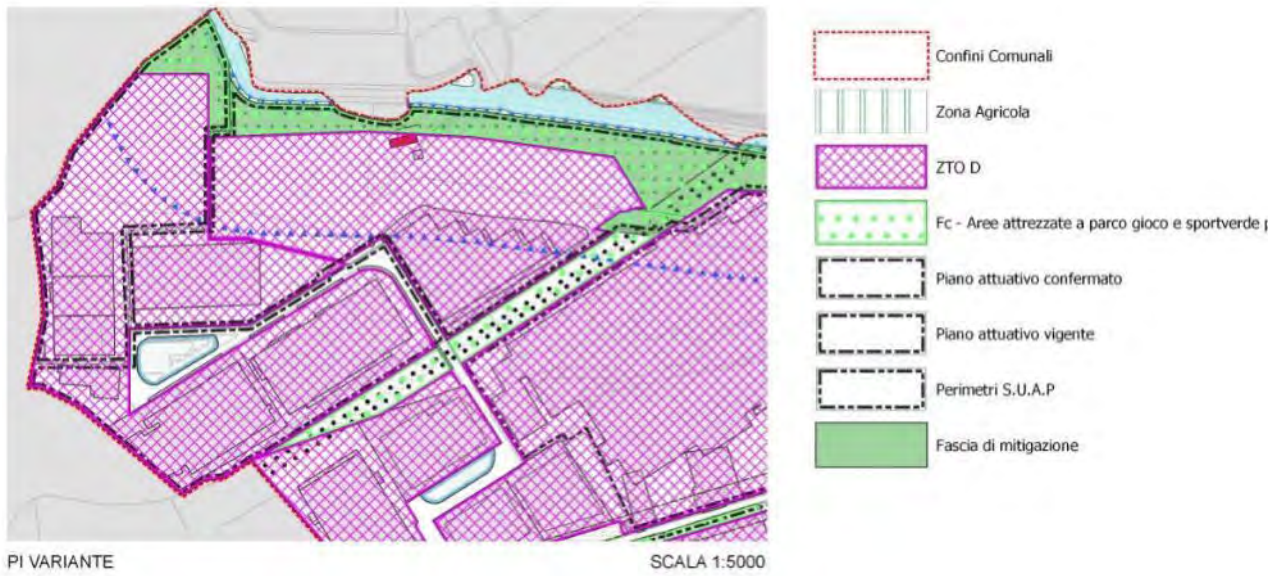 Confini Comunali
Zona Agricola
ZTO D
Fc - Aree attrezzate a parco gioco e sportverde p
Piano attuativo confermato
Piano attuativo vigente
Perimetri S.U.A.P
Fascia di mitigazione
PI VARIANTE
SCALA 1:5000